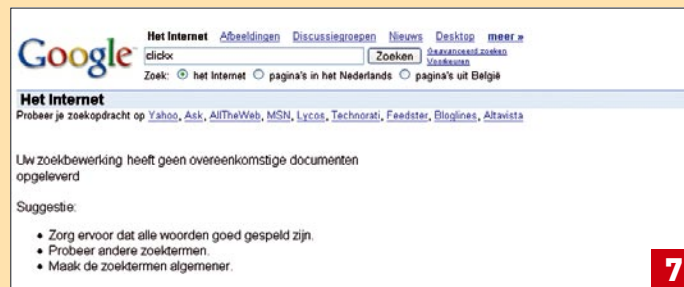 Het Internet Afbeeldingen Discussiegroepen Nieuws Desktop meer »
Google
clickx Zoeken Geavanceerd zoeken
Voorkeuren
Zoek: het Internet pagina's in het Nederlands pagina's uit België
Het Internet
Probeer je zoekopdracht op Yahoo, Ask, AllTheWeb, MSN, Lycos, Technorati, Feedster, Bloglines, Altavista
Uw zoekbewerking heeft geen overeenkomstige documenten
opgeleverd
Suggestie:
• Zorg ervoor dat alle woorden goed gespeld zijn.
• Probeer andere zoektermen.
• Maak de zoektermen algemener.
7